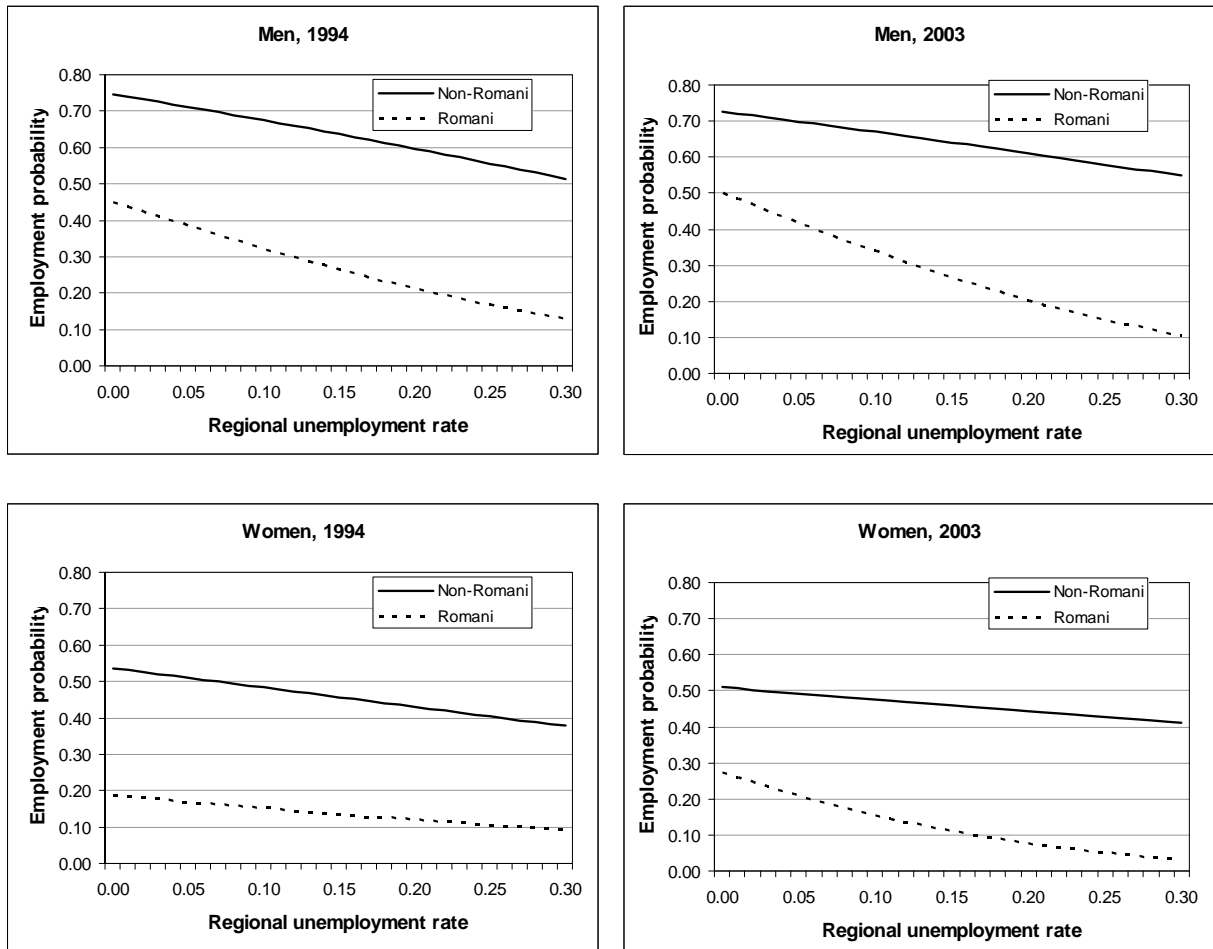 Men, 1994
Employment probability
0.80
0.70
0.60
0.50
0.40
0.30
0.20
0.10
0.00
Non-Romani
Romani
0.00 0.05 0.10 0.15 0.20 0.25 0.30
Regional unemployment rate
Men, 2003
Employment probability
0.80
0.70
0.60
0.50
0.40
0.30
0.20
0.10
0.00
Non-Romani
Romani
0.00 0.05 0.10 0.15 0.20 0.25 0.30
Regional unemployment rate
Women, 1994
Employment probability
0.80
0.70
0.60
0.50
0.40
0.30
0.20
0.10
0.00
Non-Romani
Romani
0.00 0.05 0.10 0.15 0.20 0.25 0.30
Regional unemployment rate
Women, 2003
Employment probability
0.80
0.70
0.60
0.50
0.40
0.30
0.20
0.10
0.00
Non-Romani
Romani
0.00 0.05 0.10 0.15 0.20 0.25 0.30
Regional unemployment rate